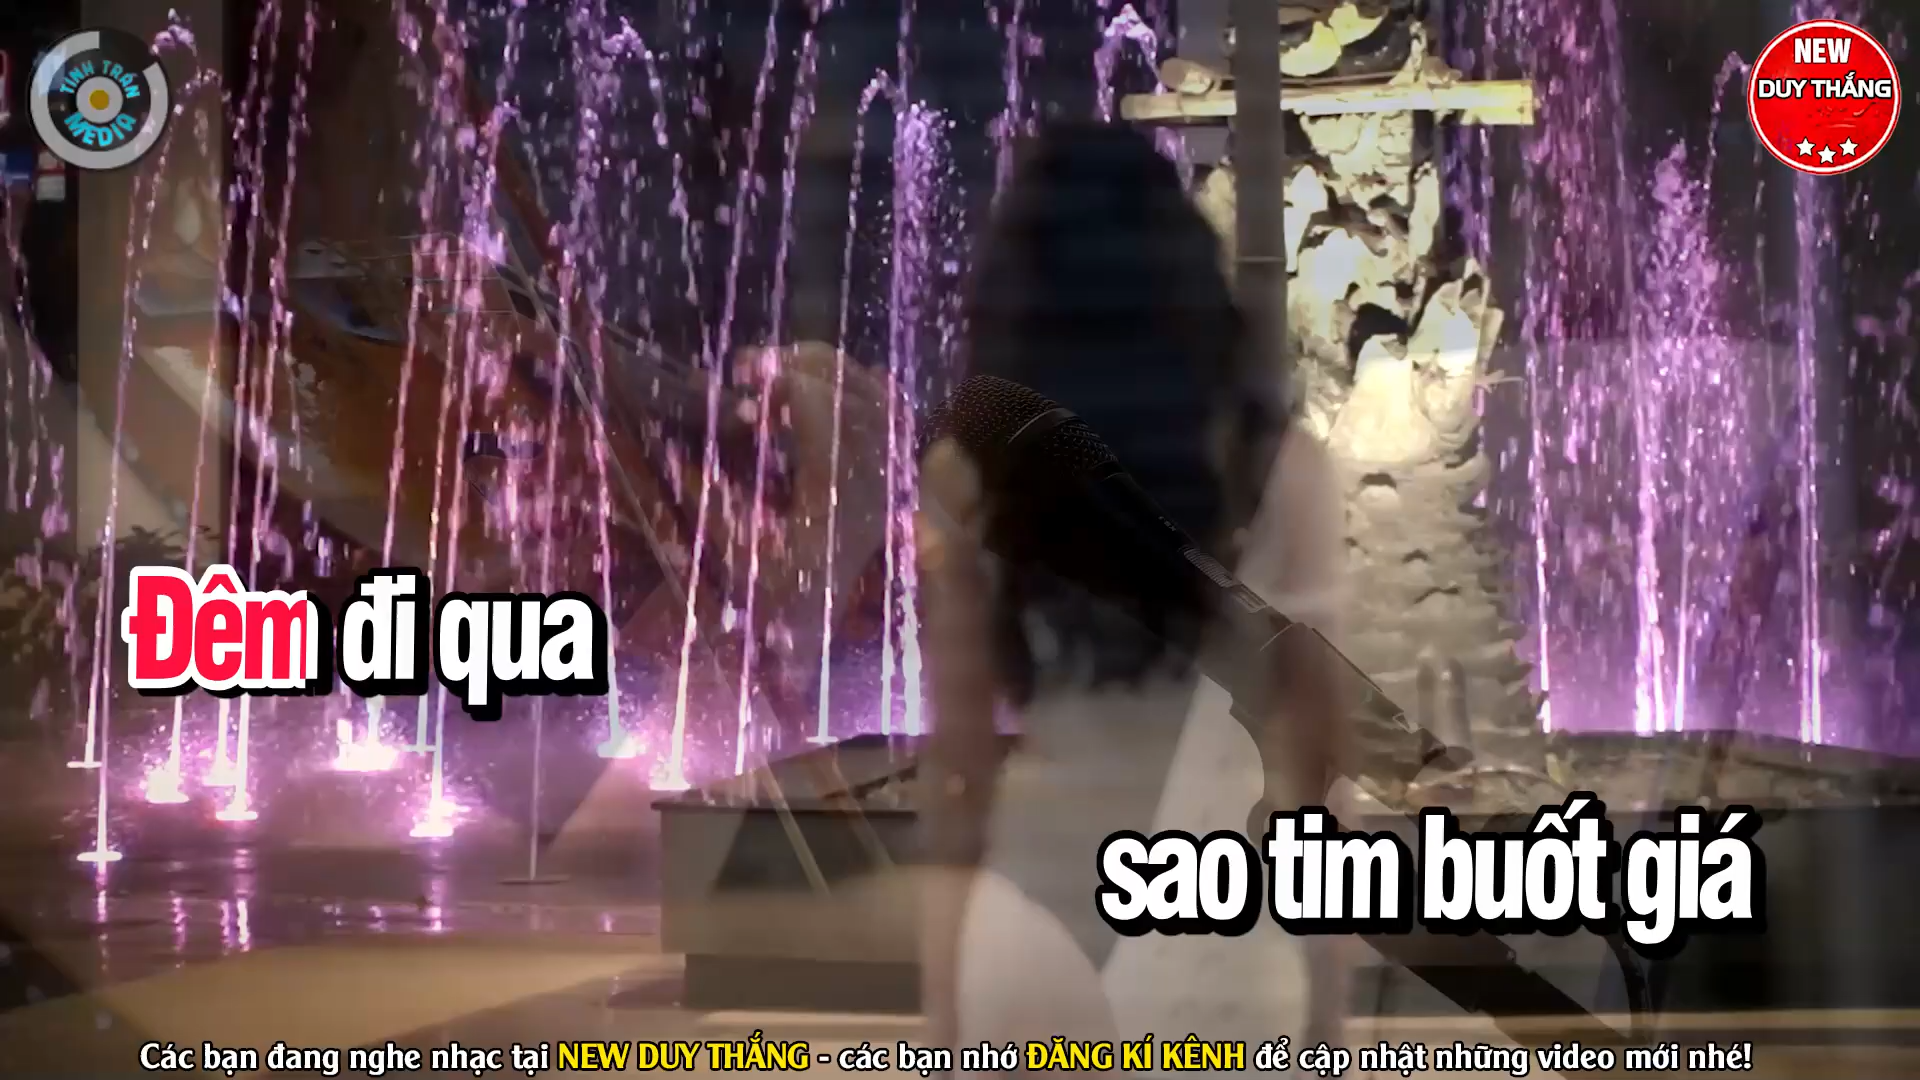 TÌNH TRẦN
MEDIA
NEW
DUY THẮNG
Đêm đi qua
sao tim buốt giá
Các bạn đang nghe nhạc tại NEW DUY THẮNG - các bạn nhớ ĐĂNG KÍ KÊNH để cập nhật những video mới nhé!